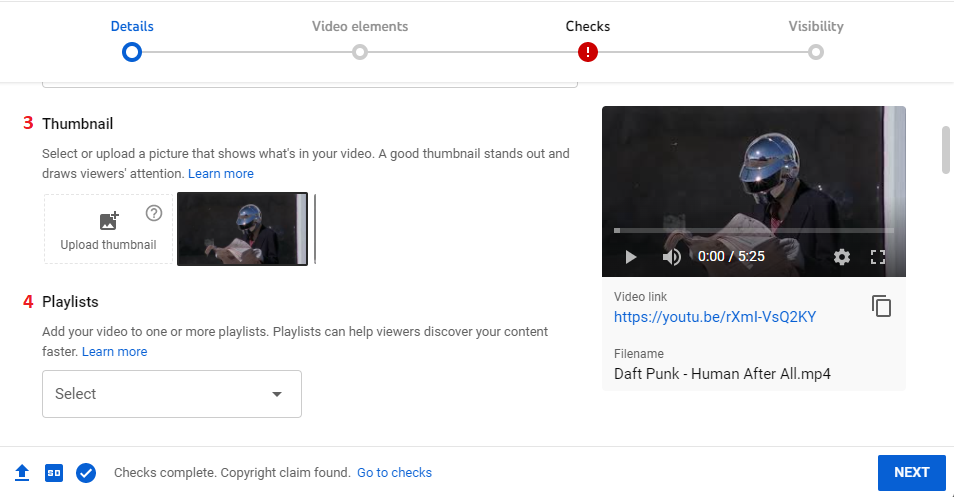 Details
Video elements
Checks
Visibility
3 Thumbnail
Select or upload a picture that shows what's in your video. A good thumbnail stands out and
draws viewers' attention. Learn more
Upload thumbnail
4 Playlists
Add your video to one or more playlists. Playlists can help viewers discover your content
faster. Learn more
Select
0:00 / 5:25
Video link
https://youtu.be/rXmI-VsQ2KY
Filename
Daft Punk - Human After All.mp4
SD
Checks complete. Copyright claim found. Go to checks
NEXT